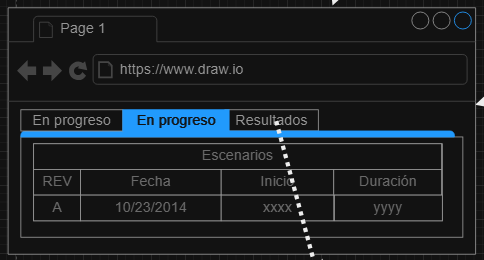 Page 1
https://www.draw.io
En progreso En progreso Resultados
Escenarios
REV Fecha Inicio Duración
A 10/23/2014 xxxx yyyy